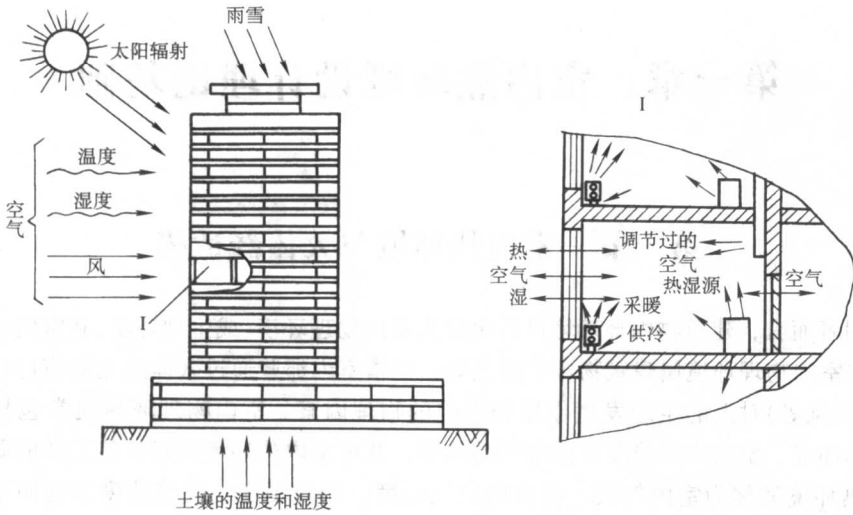 雨雪
太阳辐射
温度
湿度
空气
风
I
土壤的温度和湿度
I
热
空气
湿
调节过的
空气
热湿源
空气
采暖
供冷